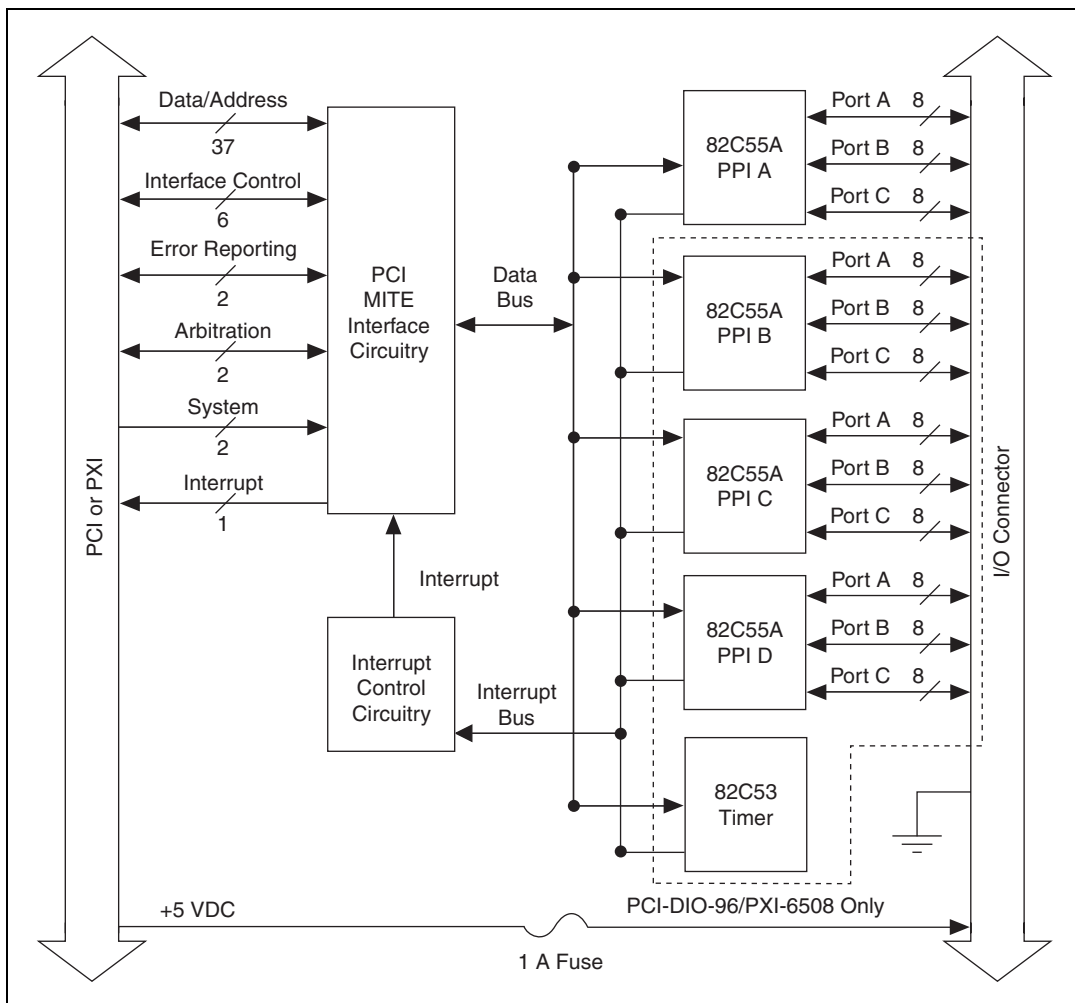 Data/Address
37
Interface Control
6
Error Reporting
2
Arbitration
2
System
2
Interrupt
1
PCI or PXI
PCI
MITE
Interface
Circuitry
Data
Bus
Interrupt
Interrupt
Control
Circuitry
Interrupt
Bus
82C55A
PPI A
Port A 8
Port B 8
Port C 8
82C55A
PPI B
Port A 8
Port B 8
Port C 8
82C55A
PPI C
Port A 8
Port B 8
Port C 8
82C55A
PPI D
Port A 8
Port B 8
Port C 8
82C53
Timer
I/O Connector
+5 VDC
PCI-DIO-96/PXI-6508 Only
1 A Fuse